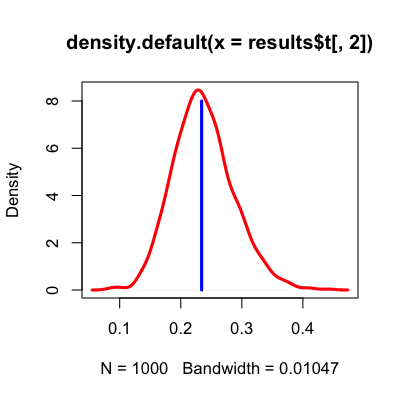 density.default(x = results$t[, 2])
Density
8
6
4
2
0
0.1 0.2 0.3 0.4
N = 1000 Bandwidth = 0.01047